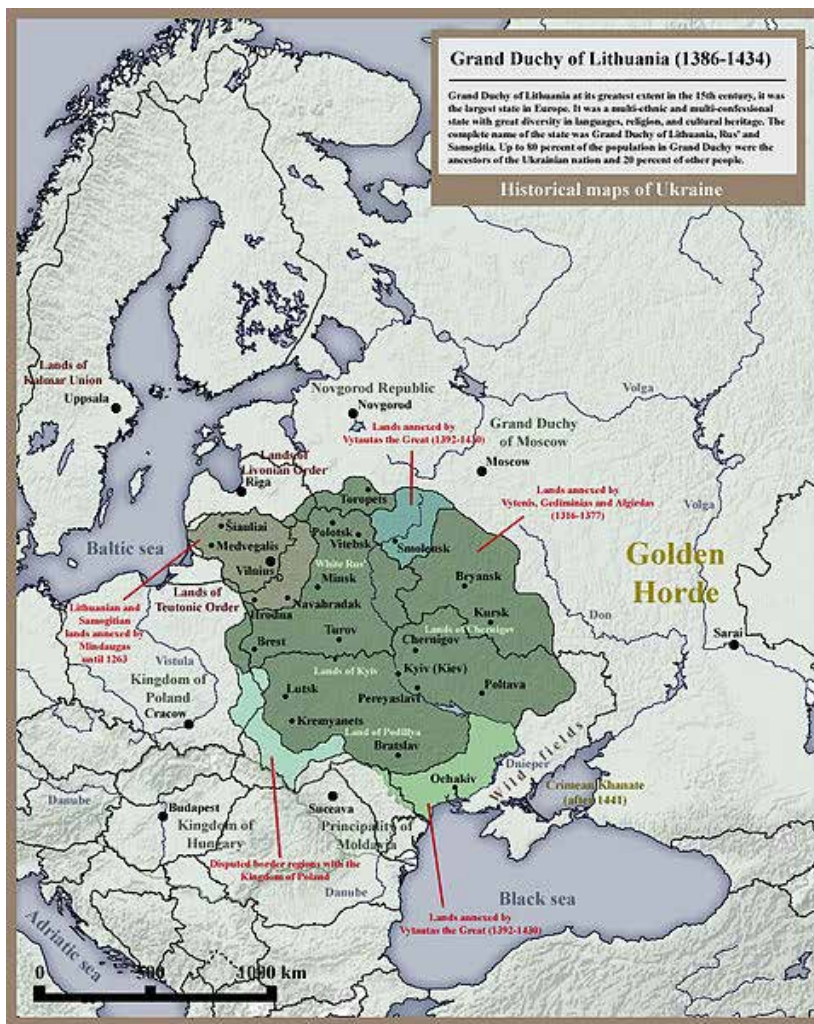 Grand Duchy of Lithuania (1386-1434)
Grand Duchy of Lithuania at its greatest extent in the 15th century, it was
the largest state in Europe. It was a multi-ethnic and multi-confessional
state with great diversity in languages, religion, and cultural heritage. The
complete name of the state was Grand Duchy of Lithuania, Rus' and
Samogitia. Up to 80 percent of the population in Grand Duchy were the
ancestors of the Ukrainian nation and 20 percent of other people.
Historical maps of Ukraine
Lands of
Kalmar Union
Uppsala
Novgorod Republic
Novgorod
Volga
Lands annexed by
Vytautas the Great (1392-1430)
Grand Duchy
of Moscow
Moscow
Lands of
Livonian Order
Riga
Lands annexed by
Vytenis, Gediminias and Algirdas
(1316-1377)
Volga
Toropets
Šiauliai
Polotsk
Vitebsk
Smolensk
Baltic sea
Medvegalis
Vilnius
White Rus'
Minsk
Bryansk
Golden
Horde
Lands of
Teutonic Order
Hrodna
Navahradak
Kursk
Don
Lithuanian and
Samogitian
lands annexed by
Mindaugas
until 1263
Brest
Turov
Lands of Chernigov
Chernigov
Sarai
Vistula
Kingdom of
Poland
Cracow
Lands of Kyiv
Kyiv (Kiev)
Lutsk
Pereyaslavl
Poltava
Kremyanets
Land of Podillya
Bratslav
Wild fields
Dnieper
Ochakiv
Crimean Khanate
(after 1441)
Danube
Budapest
Kingdom of
Hungary
Suceava
Principality of
Moldavia
Disputed border regions with the
Kingdom of Poland
Danube
Black sea
Lands annexed by
Vytautas the Great (1392-1430)
Adriatic sea
0 500 1000 km